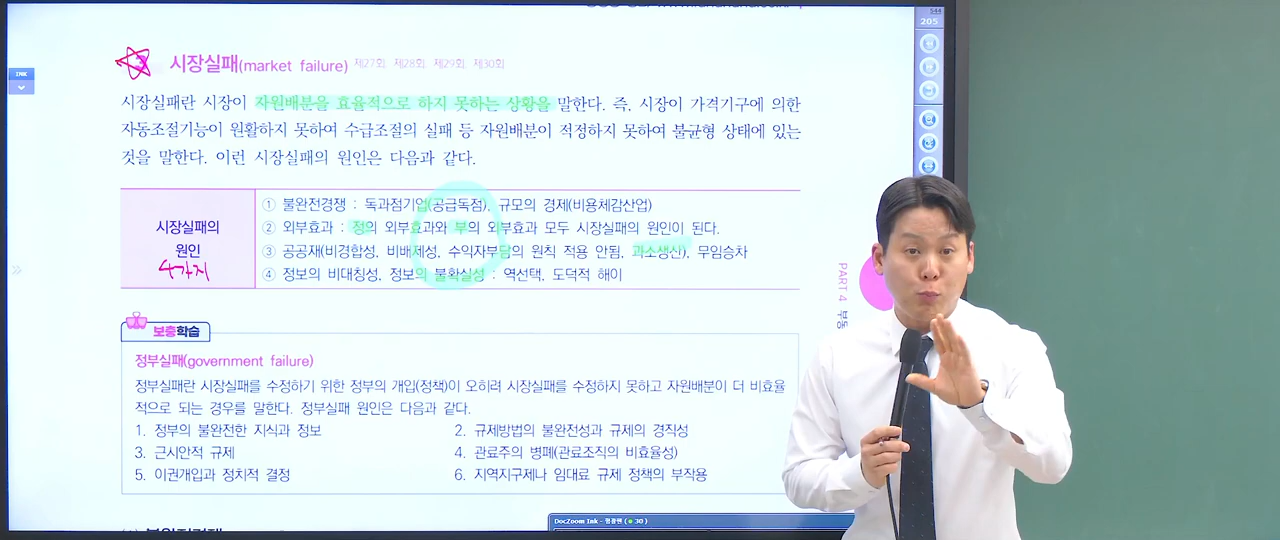 544
205
INK
3 시장실패(market failure) 제27회, 제28회, 제29회, 제30회
시장실패란 시장이 자원배분을 효율적으로 하지 못하는 상황을 말한다. 즉, 시장이 가격기구에 의한
자동조절기능이 원활하지 못하여 수급조절의 실패 등 자원배분이 적정하지 못하여 불균형 상태에 있는
것을 말한다. 이런 시장실패의 원인은 다음과 같다.
시장실패의
원인
4가지
① 불완전경쟁 : 독과점기업(공급독점), 규모의 경제(비용체감산업)
② 외부효과 : 정의 외부효과와 부의 외부효과 모두 시장실패의 원인이 된다.
③ 공공재(비경합성, 비배제성, 수익자부담의 원칙 적용 안됨, 과소생산), 무임승차
④ 정보의 비대칭성, 정보의 불확실성 : 역선택, 도덕적 해이
PART 4 부동
보충학습
정부실패(government failure)
정부실패란 시장실패를 수정하기 위한 정부의 개입(정책)이 오히려 시장실패를 수정하지 못하고 자원배분이 더 비효율
적으로 되는 경우를 말한다. 정부실패 원인은 다음과 같다.
1. 정부의 불완전한 지식과 정보 2. 규제방법의 불완전성과 규제의 경직성
3. 근시안적 규제 4. 관료주의 병폐(관료조직의 비효율성)
5. 이권개입과 정치적 결정 6. 지역지구제나 임대료 규제 정책의 부작용
DocZoom Ink - 형광펜 ( 30 )